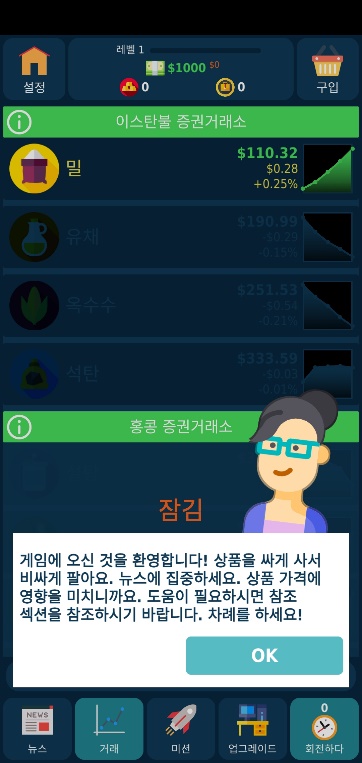 레벨 1
$1000 $0
0
0
설정
구입
이스탄불 증권거래소
밀
$110.32
$0.28
+0.25%
유채
$190.99
-$0.29
-0.15%
옥수수
$251.53
-$0.54
-0.21%
석탄
$333.59
-$0.03
-0.01%
홍콩 증권거래소
잠김
게임에 오신 것을 환영합니다! 상품을 싸게 사서
비싸게 팔아요. 뉴스에 집중하세요. 상품 가격에
영향을 미치니까요. 도움이 필요하시면 참조
섹션을 참조하시기 바랍니다. 차례를 하세요!
OK
NEWS
0
뉴스
거래
미션
업그레이드
회전하다